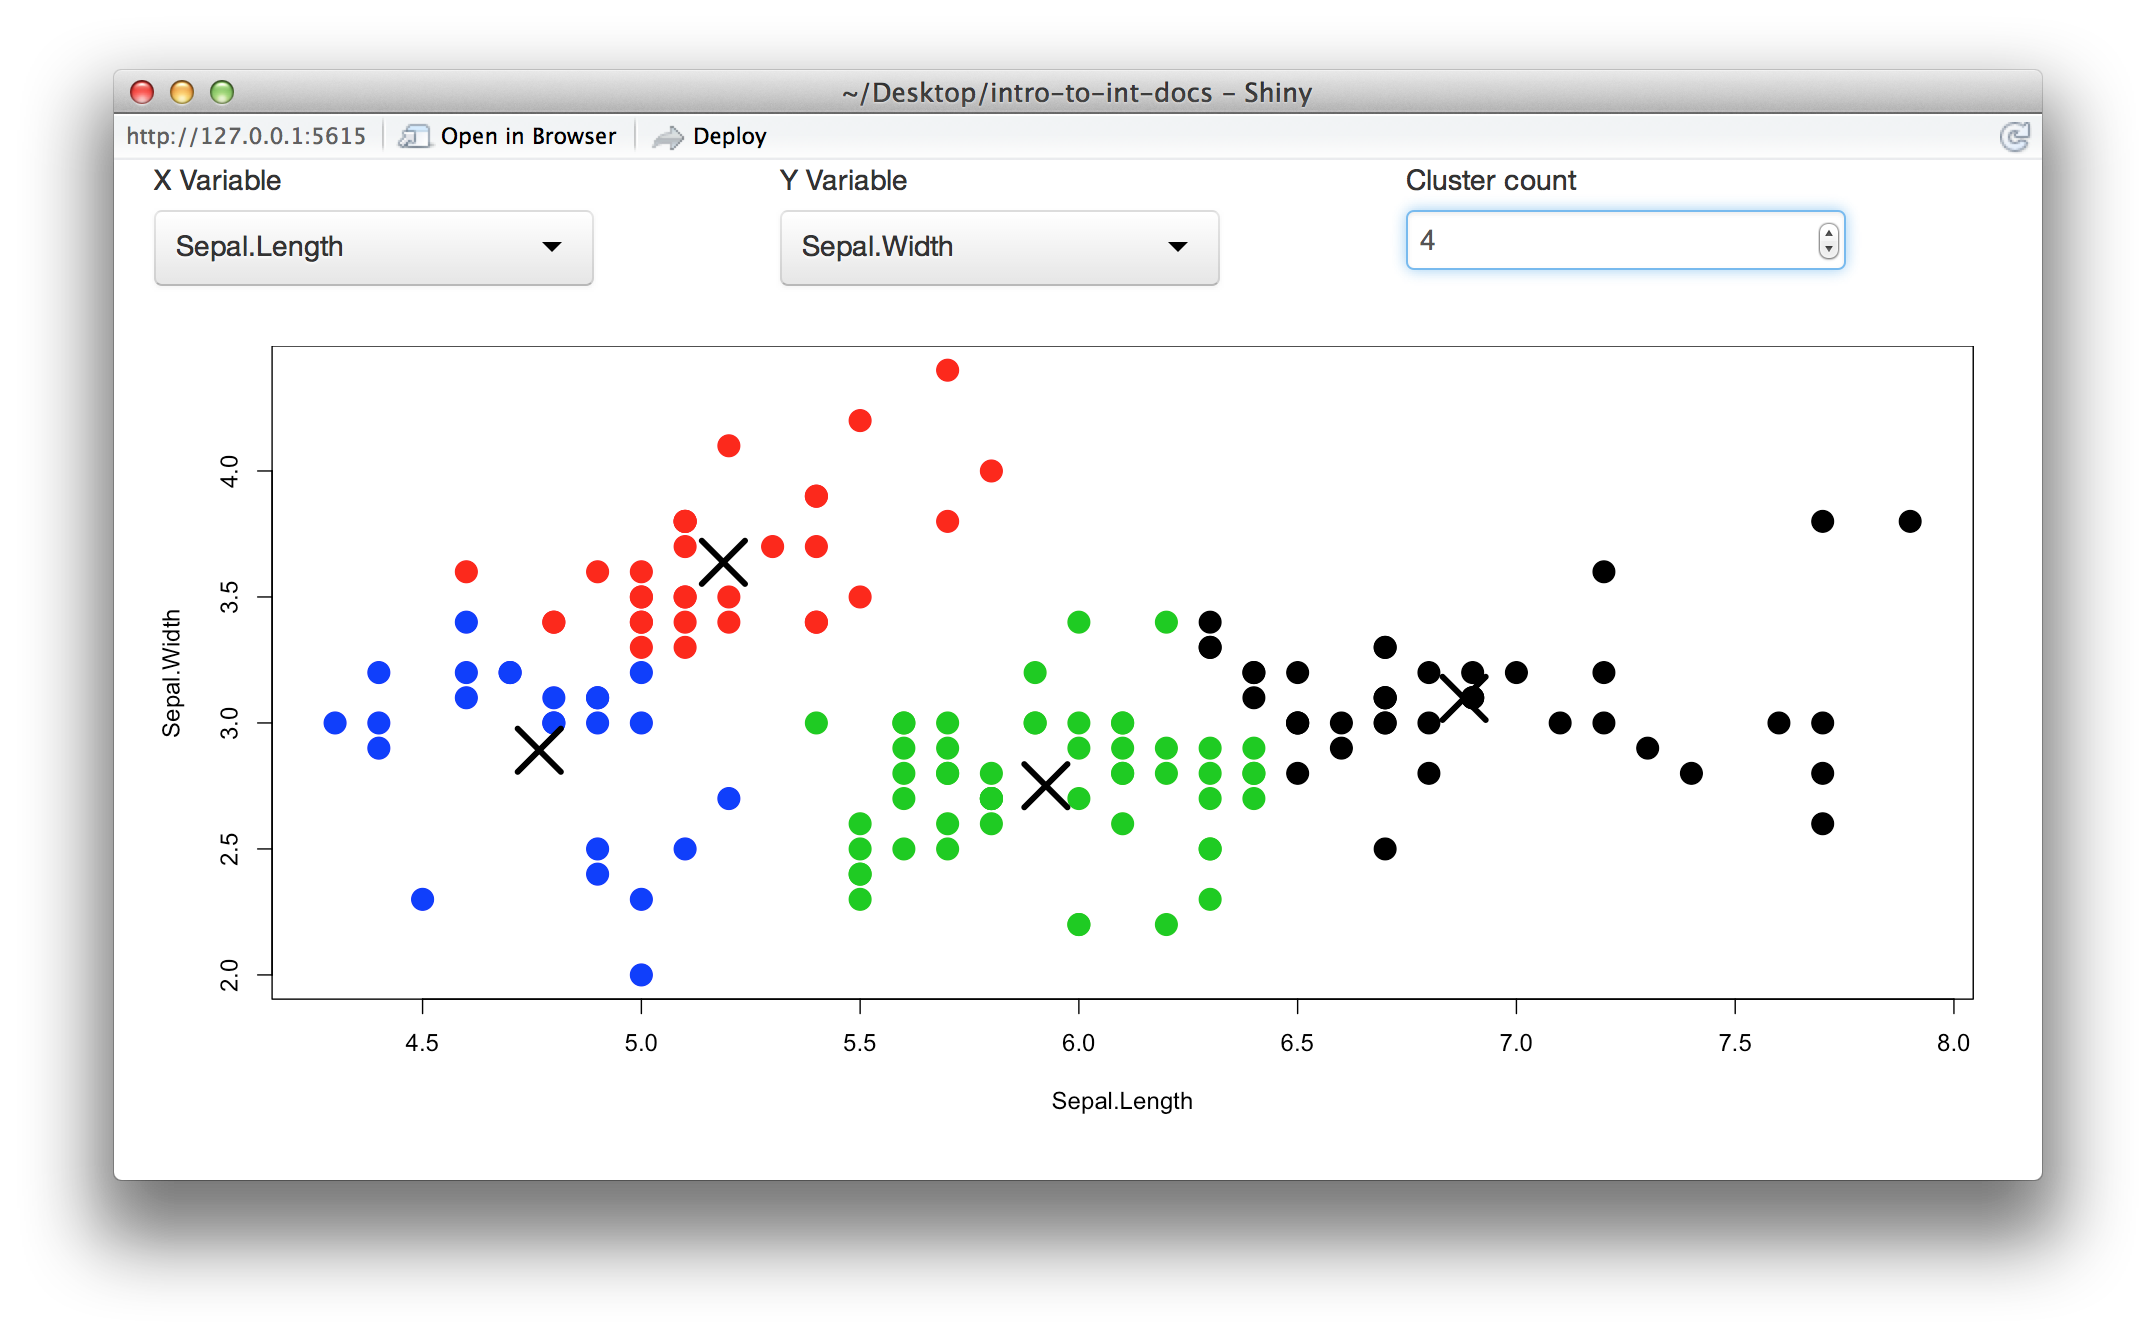 ~/Desktop/intro-to-int-docs – Shiny
http://127.0.0.1:5615 Open in Browser Deploy
X Variable Y Variable Cluster count
Sepal.Length Sepal.Width 4
4.0
3.5
3.0
2.5
2.0
Sepal.Width
4.5 5.0 5.5 6.0 6.5 7.0 7.5 8.0
Sepal.Length